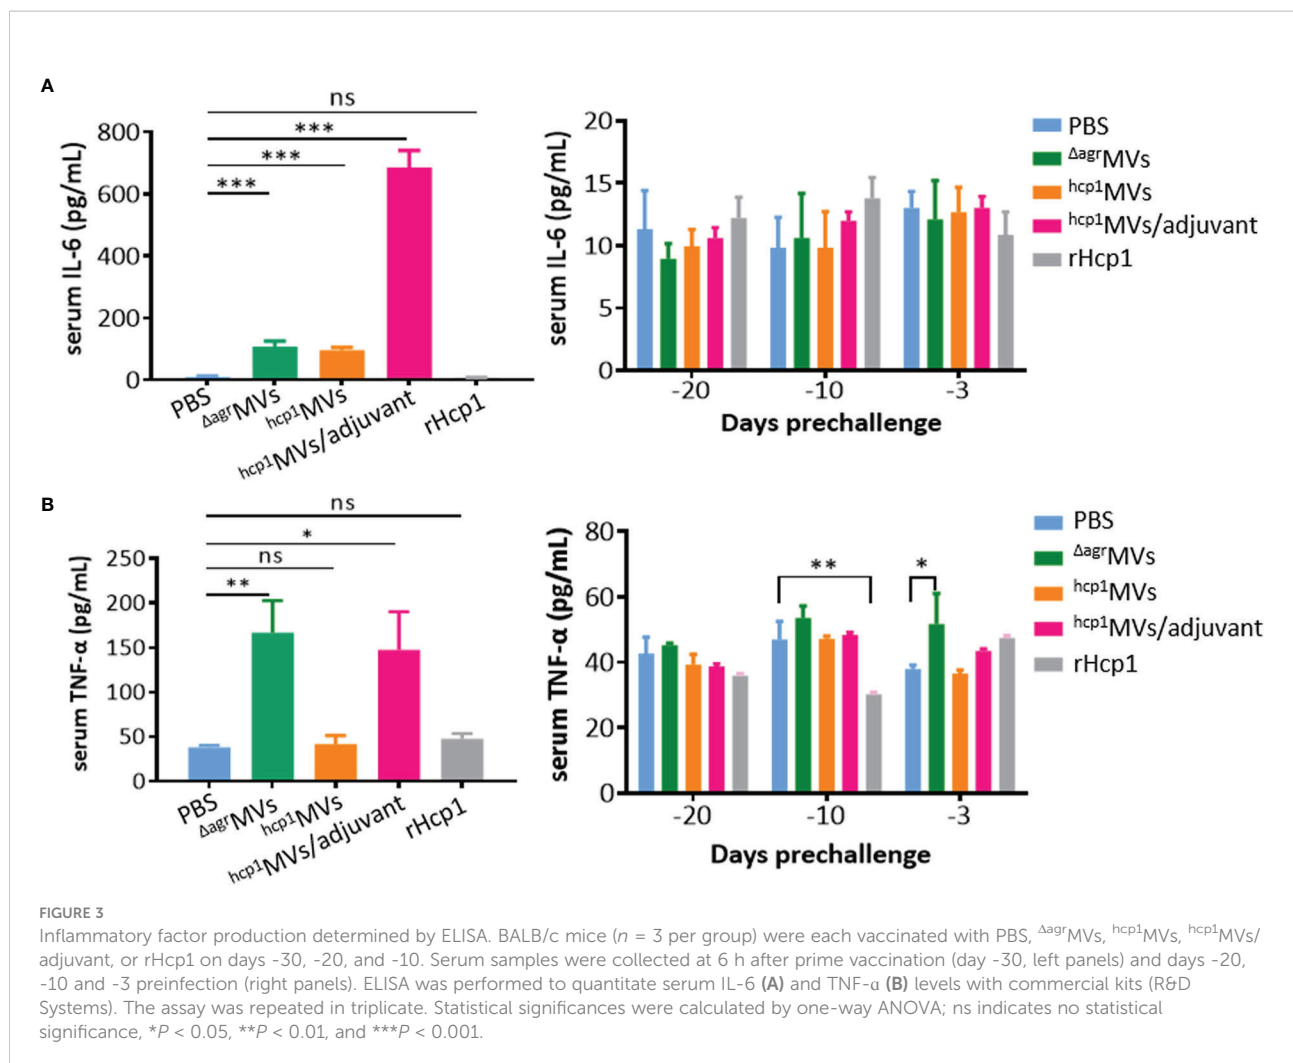 A
ns
***
***
***
serum IL-6 (pg/mL)
800
600
400
200
0
PBS
ΔagrMVs
hcp1MVs
hcp1MVs/adjuvant
rHcp1
serum IL-6 (pg/mL)
20
15
10
5
0
-20
-10
-3
Days prechallenge
PBS
ΔagrMVs
hcp1MVs
hcp1MVs/adjuvant
rHcp1
B
ns
*
ns
**
serum TNF-α (pg/mL)
250
200
150
100
50
0
PBS
ΔagrMVs
hcp1MVs
hcp1MVs/adjuvant
rHcp1
serum TNF-α (pg/mL)
80
60
40
20
0
**
*
-20
-10
-3
Days prechallenge
PBS
ΔagrMVs
hcp1MVs
hcp1MVs/adjuvant
rHcp1
FIGURE 3
Inflammatory factor production determined by ELISA. BALB/c mice (n = 3 per group) were each vaccinated with PBS, ΔagrMVs, hcp1MVs, hcp1MVs/
adjuvant, or rHcp1 on days -30, -20, and -10. Serum samples were collected at 6 h after prime vaccination (day -30, left panels) and days -20,
-10 and -3 preinfection (right panels). ELISA was performed to quantitate serum IL-6 (A) and TNF-α (B) levels with commercial kits (R&D
Systems). The assay was repeated in triplicate. Statistical significances were calculated by one-way ANOVA; ns indicates no statistical
significance, *P < 0.05, **P < 0.01, and ***P < 0.001.